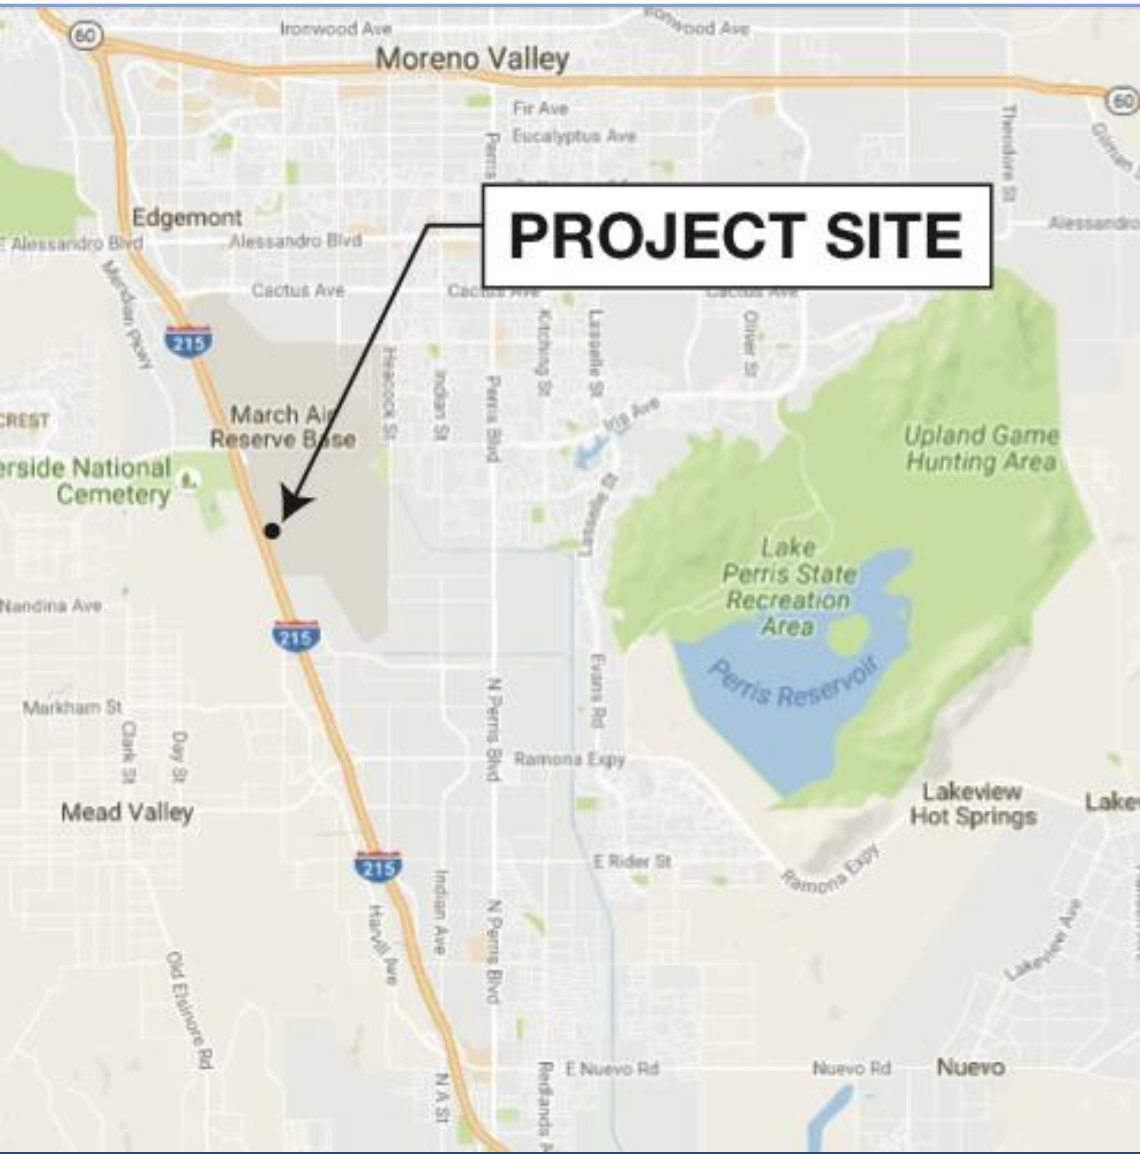 60
Ironwood Ave
Ironwood Ave
Moreno Valley
60
Fir Ave
Theodore St
Eucalyptus Ave
Perris
Gilman
Edgemont
PROJECT SITE
Alessandro
E Alessandro Blvd
Alessandro Blvd
Meridian Pkwy
Cactus Ave
Cactus Ave
Cactus Ave
215
Kitching St
Lasselle St
Oliver St
Heacock St
Indian St
Perris Blvd
March Air
Reserve Base
Iris Ave
CREST
Upland Game
Hunting Area
erside National
Cemetery
Lasselle St
Lake
Perris State
Recreation
Area
Nandina Ave
215
Perris Reservoir
Evans Rd
N Perris Blvd
Markham St
Clark St
Day St
Ramona Expy
Mead Valley
Lakeview
Hot Springs
Lake
215
E Rider St
Ramona Expy
Indian Ave
Harvill Ave
N Perris Blvd
Lakeview Ave
Old Elsinore Rd
N A St
Redlands A
E Nuevo Rd
Nuevo Rd
Nuevo